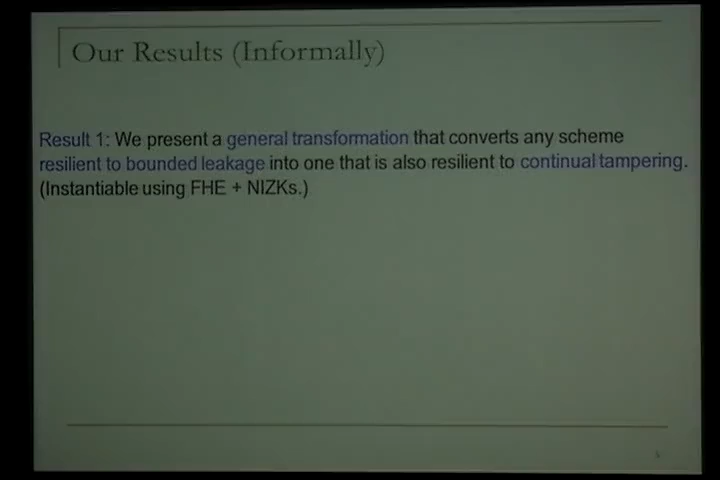 Our Results (Informally)
Result 1: We present a general transformation that converts any scheme
resilient to bounded leakage into one that is also resilient to continual tampering.
(Instantiable using FHE + NIZKs.)